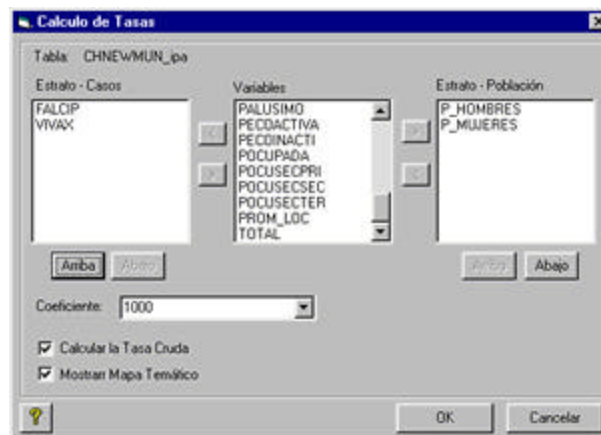 Calculo de Tasas
Tabla: CHNEWMUN_ipa
Estrato - Casos
FALCIP
VIVAX
Variables
PALUSIMO
PECOACTIVA
PECOINACTI
POCUPADA
POCUSECPRI
POCUSECSEC
POCUSECTER
PROM_LOC
TOTAL
Estrato - Población
P_HOMBRES
P_MUJERES
Arriba
Abajo
Arriba
Abajo
Coeficiente:
1000
Calcular la Tasa Cruda
Mostrar Mapa Temático
?
OK
Cancelar